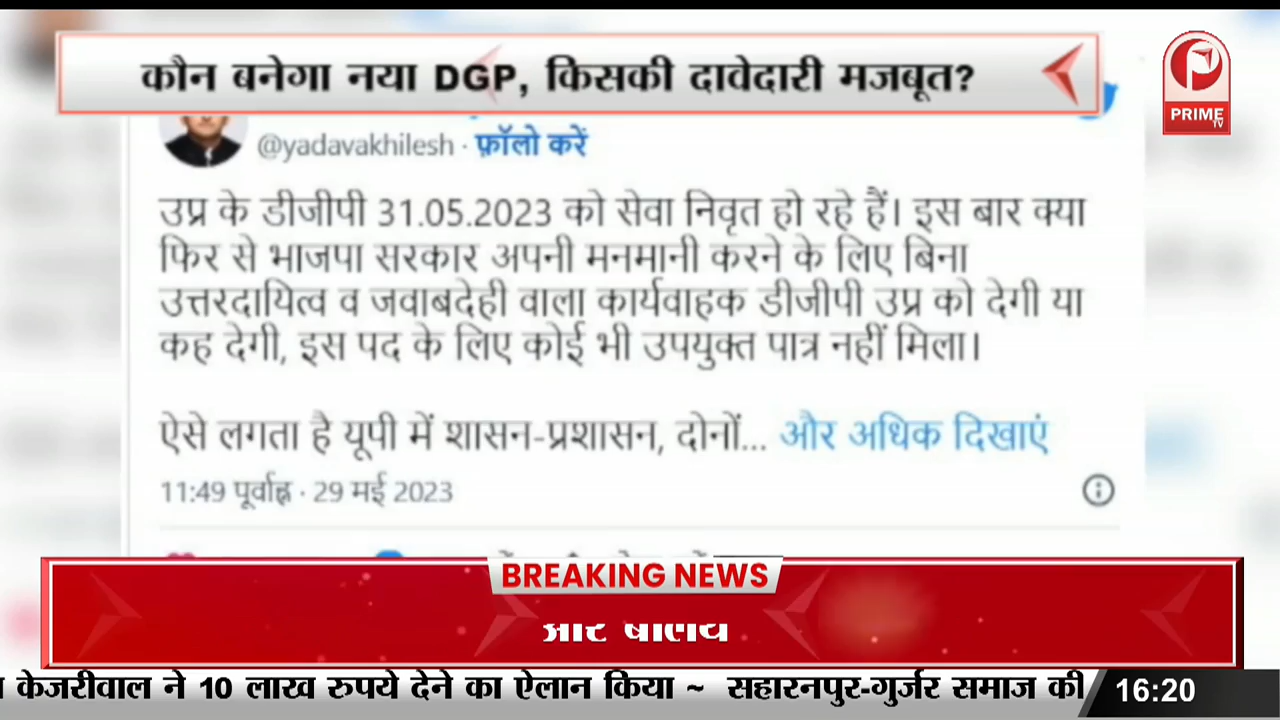 कौन बनेगा नया DGP, किसकी दावेदारी मजबूत?
PRIME
TV
@yadavakhilesh · फ़ॉलो करें
उप्र के डीजीपी 31.05.2023 को सेवा निवृत हो रहे हैं। इस बार क्या
फिर से भाजपा सरकार अपनी मनमानी करने के लिए बिना
उत्तरदायित्व व जवाबदेही वाला कार्यवाहक डीजीपी उप्र को देगी या
कह देगी, इस पद के लिए कोई भी उपयुक्त पात्र नहीं मिला।
ऐसे लगता है यूपी में शासन-प्रशासन, दोनों... और अधिक दिखाएं
11:49 पूर्वाह्न · 29 मई 2023
BREAKING NEWS
केजरीवाल ने 10 लाख रुपये देने का ऐलान किया ~ सहारनपुर-गुर्जर समाज की
16:20